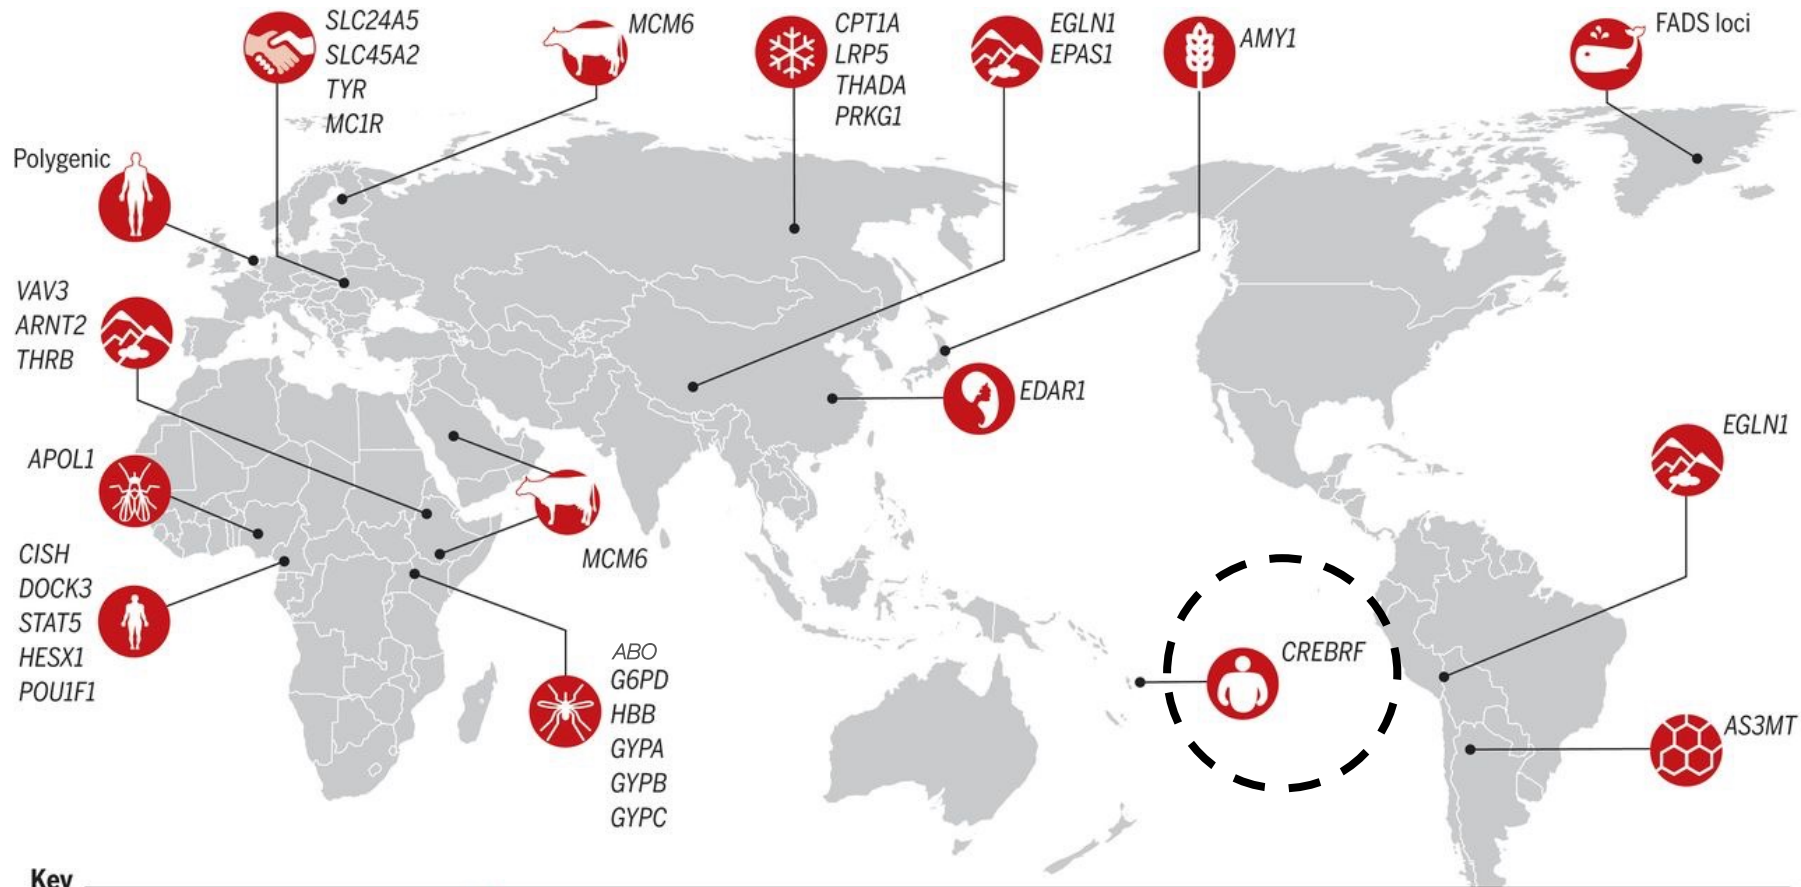 SLC24A5
SLC45A2
TYR
MC1R
MCM6
CPT1A
LRP5
THADA
PRKG1
EGLN1
EPAS1
AMY1
FADS loci
Polygenic
VAV3
ARNT2
THRB
EDAR1
EGLN1
APOL1
CISH
DOCK3
STAT5
HESX1
POU1F1
MCM6
ABO
G6PD
HBB
GYPA
GYPB
GYPC
CREBRF
AS3MT
Key